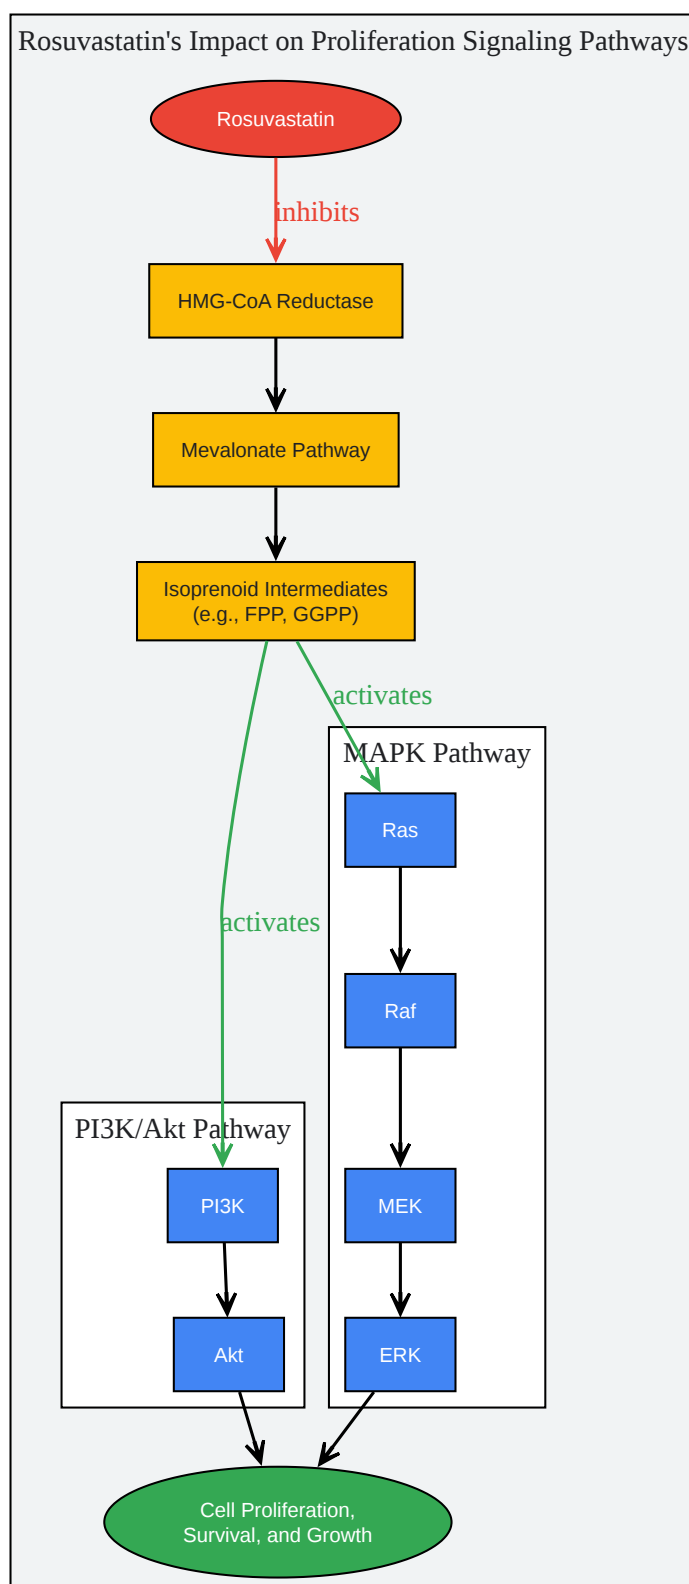 Rosuvastatin's Impact on Proliferation Signaling Pathways
Rosuvastatin
inhibits
HMG-CoA Reductase
Mevalonate Pathway
Isoprenoid Intermediates
(e.g., FPP, GGPP)
activates
MAPK Pathway
Ras
activates
Raf
PI3K/Akt Pathway
PI3K
MEK
Akt
ERK
Cell Proliferation,
Survival, and Growth